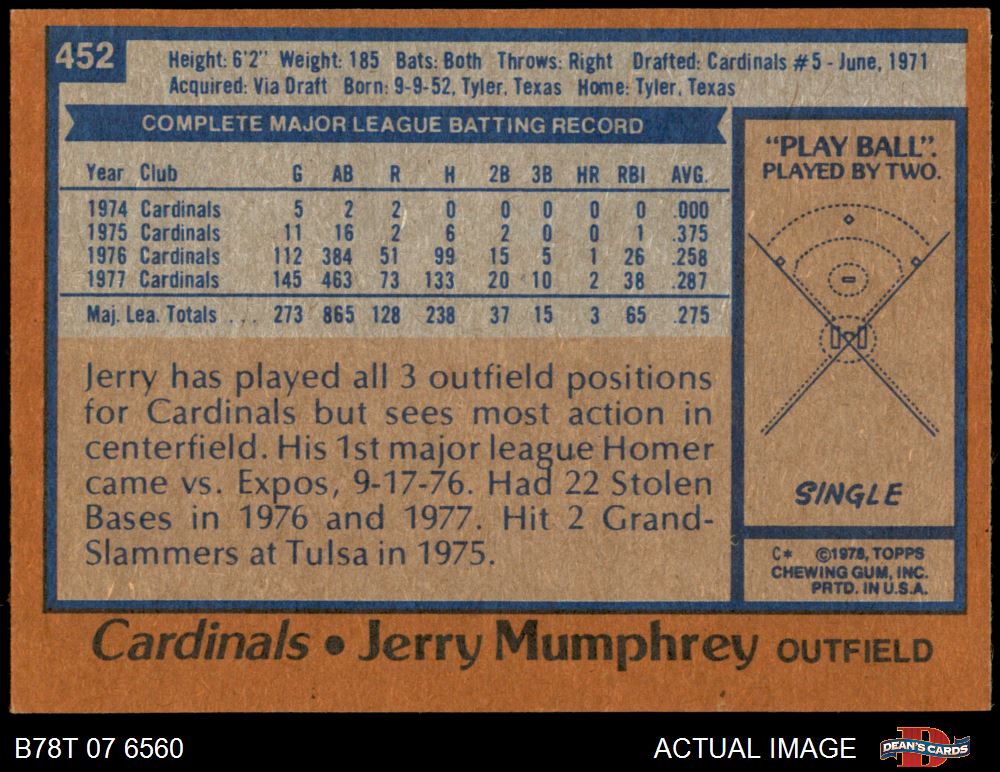 452
Height: 6'2" Weight: 185 Bats: Both Throws: Right Drafted: Cardinals #5 - June, 1971
Acquired: Via Draft Born: 9-9-52, Tyler, Texas Home: Tyler, Texas
COMPLETE MAJOR LEAGUE BATTING RECORD
Year Club G AB R H 2B 3B HR RBI AVG.
1974 Cardinals 5 2 2 0 0 0 0 0 .000
1975 Cardinals 11 16 2 6 2 0 0 1 .375
1976 Cardinals 112 384 51 99 15 5 1 26 .258
1977 Cardinals 145 463 73 133 20 10 2 38 .287
Maj. Lea. Totals . . . 273 865 128 238 37 15 3 65 .275
Jerry has played all 3 outfield positions
for Cardinals but sees most action in
centerfield. His 1st major league Homer
came vs. Expos, 9-17-76. Had 22 Stolen
Bases in 1976 and 1977. Hit 2 Grand-
Slammers at Tulsa in 1975.
"PLAY BALL".
PLAYED BY TWO.
SINGLE
C* ©1978, TOPPS
CHEWING GUM, INC.
PRTD. IN U.S.A.
Cardinals • Jerry Mumphrey OUTFIELD
B78T 07 6560
ACTUAL IMAGE
D
DEAN'S CARDS